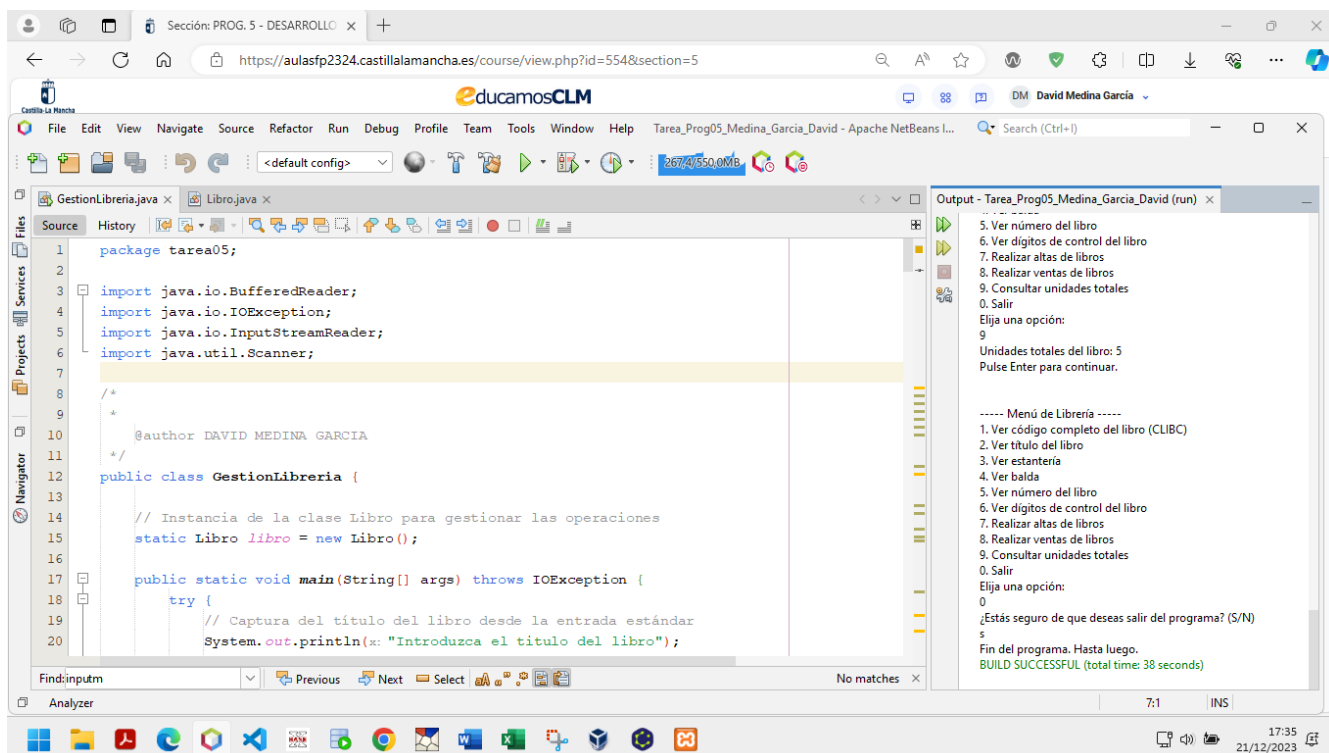 Sección: PROG. 5 - DESARROLLO
https://aulasfp2324.castillalamancha.es/course/view.php?id=554&section=5
Castilla-La Mancha
educamosCLM
DM David Medina García
File Edit View Navigate Source Refactor Run Debug Profile Team Tools Window Help Tarea_Prog05_Medina_Garcia_David - Apache NetBeans I... Search (Ctrl+I)
<default config> 267,4/550,0MB
GestionLibreria.java Libro.java
Source History
Files
Services
Projects
Navigator
1 package tarea05;
2
3 import java.io.BufferedReader;
4 import java.io.IOException;
5 import java.io.InputStreamReader;
6 import java.util.Scanner;
7
8 /*
9 *
10 @author DAVID MEDINA GARCIA
11 */
12 public class GestionLibreria {
13
14 // Instancia de la clase Libro para gestionar las operaciones
15 static Libro libro = new Libro();
16
17 public static void main(String[] args) throws IOException {
18 try {
19 // Captura del título del libro desde la entrada estándar
20 System.out.println(x: "Introduzca el titulo del libro");
Find: inputm Previous Next Select No matches
Output - Tarea_Prog05_Medina_Garcia_David (run)
4. Ver balda
5. Ver número del libro
6. Ver dígitos de control del libro
7. Realizar altas de libros
8. Realizar ventas de libros
9. Consultar unidades totales
0. Salir
Elija una opción:
9
Unidades totales del libro: 5
Pulse Enter para continuar.
----- Menú de Librería -----
1. Ver código completo del libro (CLIBC)
2. Ver título del libro
3. Ver estantería
4. Ver balda
5. Ver número del libro
6. Ver dígitos de control del libro
7. Realizar altas de libros
8. Realizar ventas de libros
9. Consultar unidades totales
0. Salir
Elija una opción:
0
¿Estás seguro de que deseas salir del programa? (S/N)
s
Fin del programa. Hasta luego.
BUILD SUCCESSFUL (total time: 38 seconds)
Analyzer 7:1 INS
17:35
21/12/2023